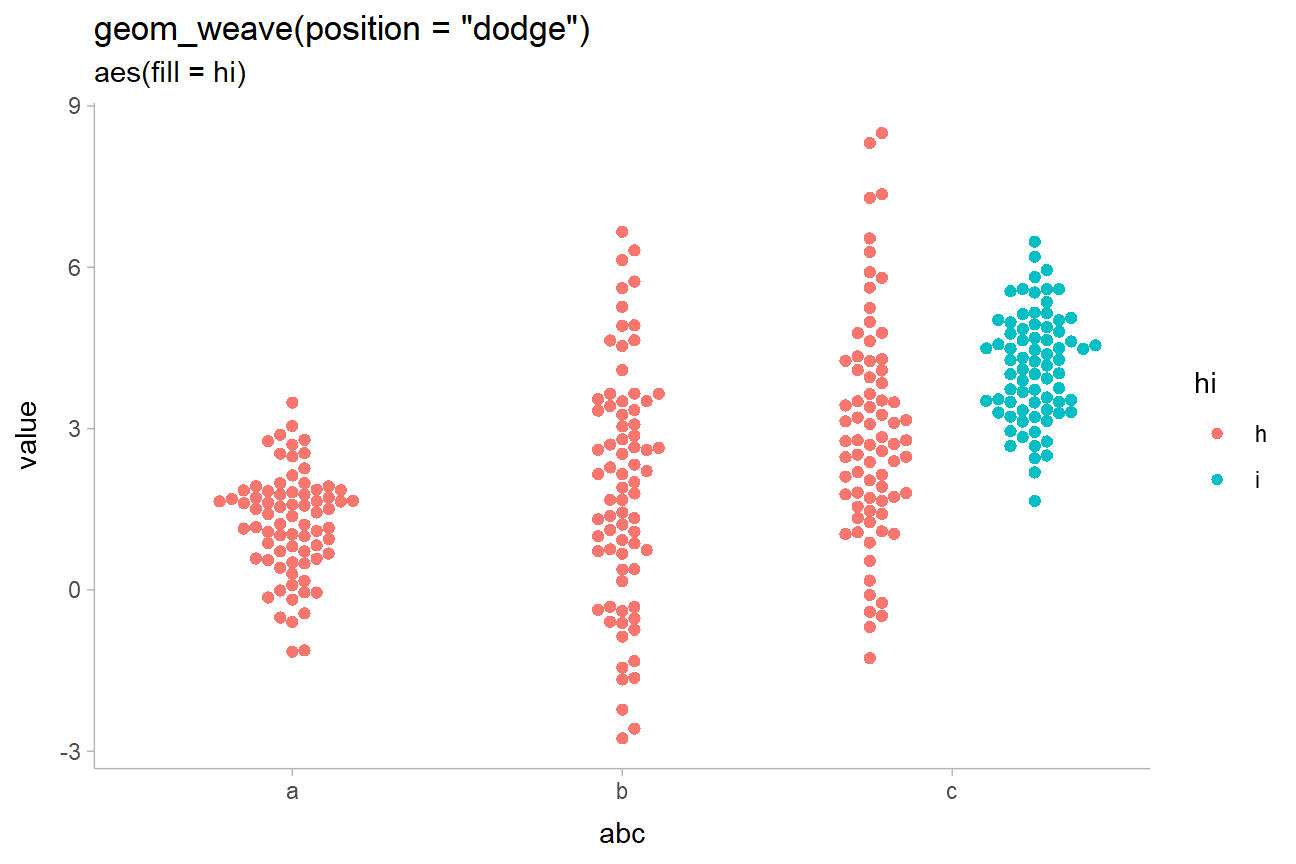 geom_weave(position = "dodge")
aes(fill = hi)
9
6
3
0
-3
value
a
b
c
abc
hi
h
i